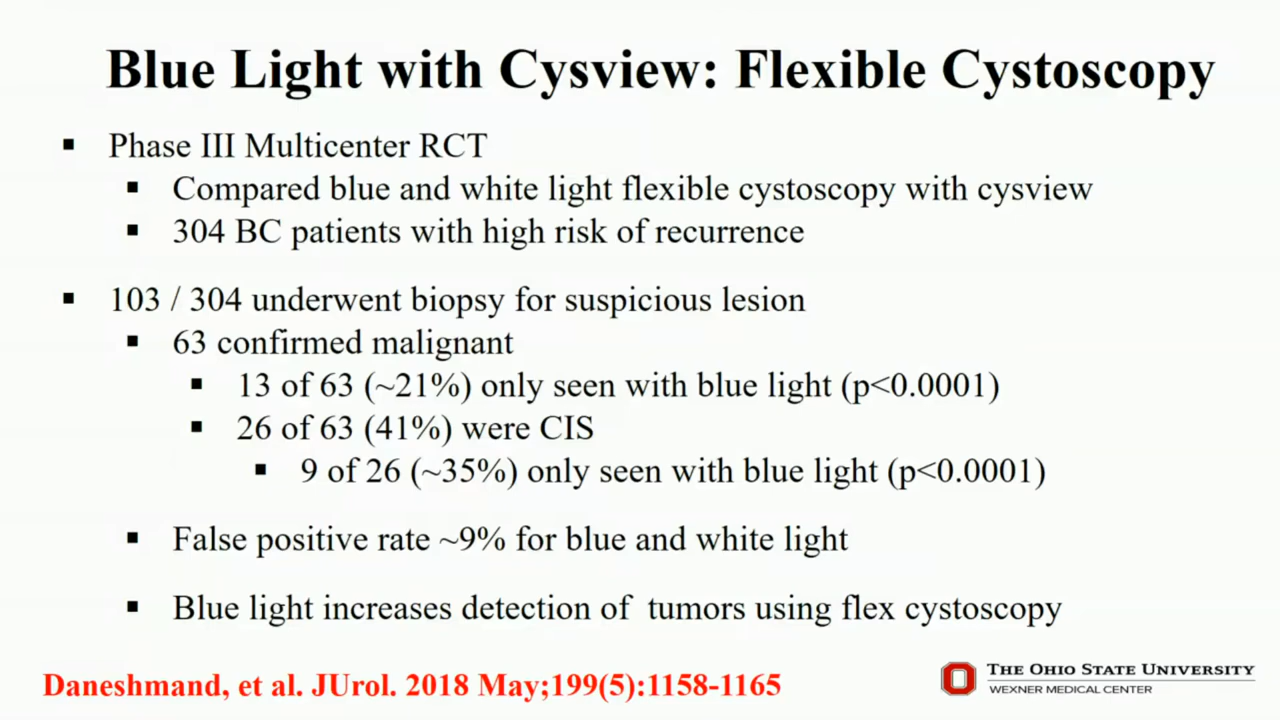 Blue Light with Cysview: Flexible Cystoscopy
Phase III Multicenter RCT
Compared blue and white light flexible cystoscopy with cysview
304 BC patients with high risk of recurrence
103 / 304 underwent biopsy for suspicious lesion
63 confirmed malignant
13 of 63 (~21%) only seen with blue light (p<0.0001)
26 of 63 (41%) were CIS
9 of 26 (~35%) only seen with blue light (p<0.0001)
False positive rate ~9% for blue and white light
Blue light increases detection of tumors using flex cystoscopy
Daneshmand, et al. JUrol. 2018 May;199(5):1158-1165
THE OHIO STATE UNIVERSITY
WEXNER MEDICAL CENTER